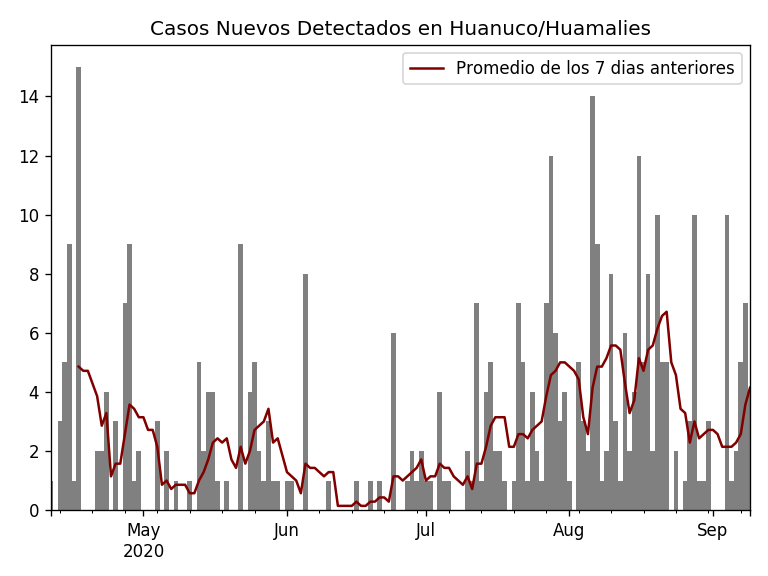 Casos Nuevos Detectados en Huanuco/Huamalies
Promedio de los 7 dias anteriores
14
12
10
8
6
4
2
0
May
2020
Jun
Jul
Aug
Sep